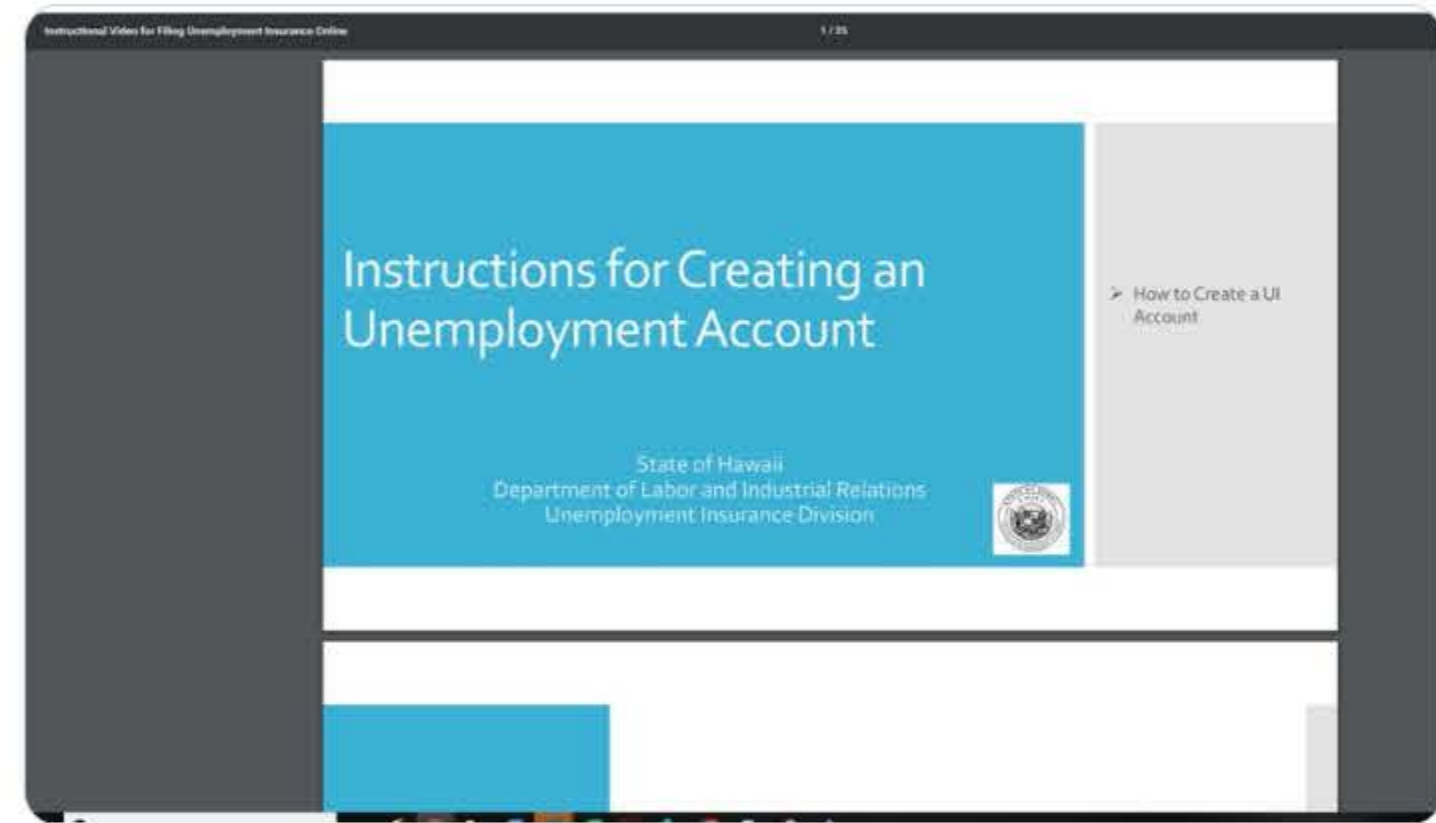 Instructional Video for Filing Unemployment Insurance Online
1 / 35
Instructions for Creating an
Unemployment Account
➢ How to Create a UI
Account
State of Hawaii
Department of Labor and Industrial Relations
Unemployment Insurance Division